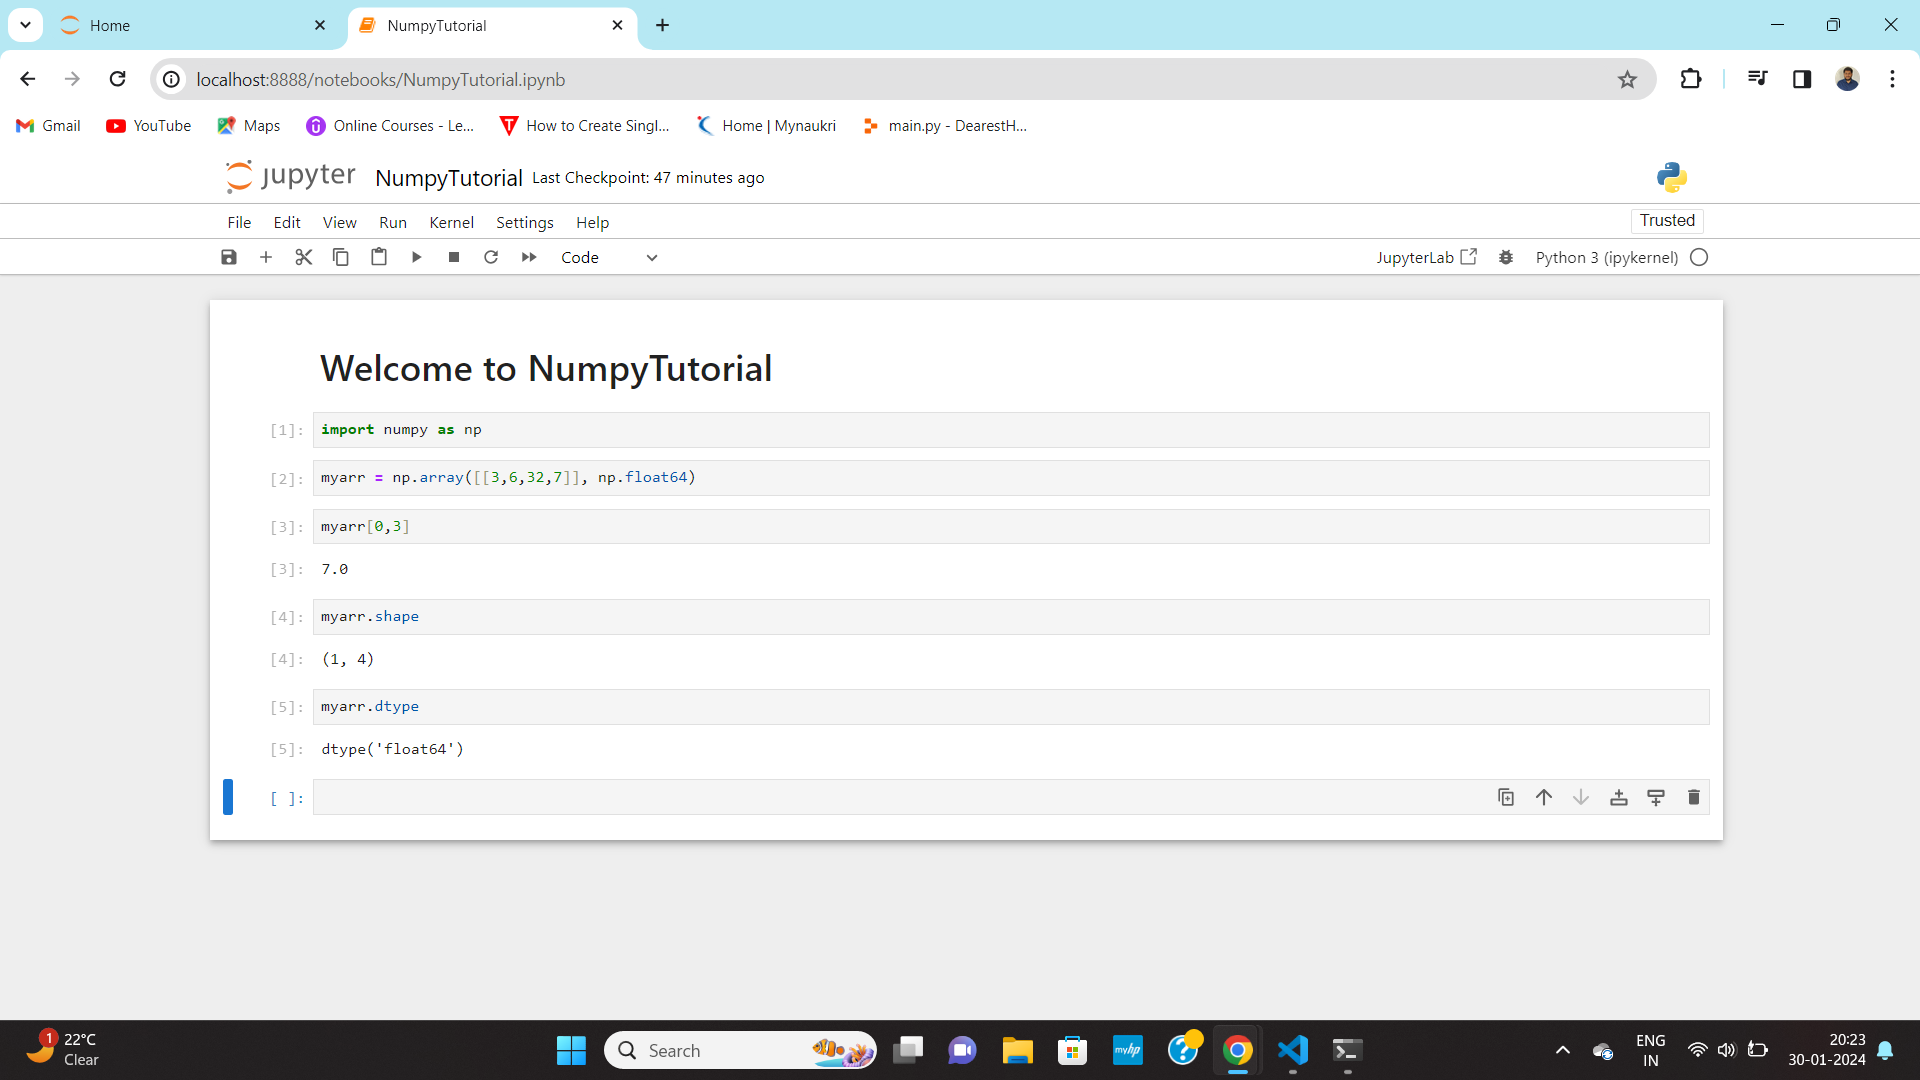 Home
NumpyTutorial
localhost:8888/notebooks/NumpyTutorial.ipynb
Gmail
YouTube
Maps
Online Courses - Le...
How to Create Singl...
Home | Mynaukri
main.py - DearestH...
jupyter
NumpyTutorial
Last Checkpoint: 47 minutes ago
File Edit View Run Kernel Settings Help
Trusted
Code
JupyterLab
Python 3 (ipykernel)
Welcome to NumpyTutorial
[1]: import numpy as np
[2]: myarr = np.array([[3,6,32,7]], np.float64)
[3]: myarr[0,3]
[3]: 7.0
[4]: myarr.shape
[4]: (1, 4)
[5]: myarr.dtype
[5]: dtype('float64')
[ ]:
1
22°C
Clear
Search
myhp
ENG
IN
20:23
30-01-2024